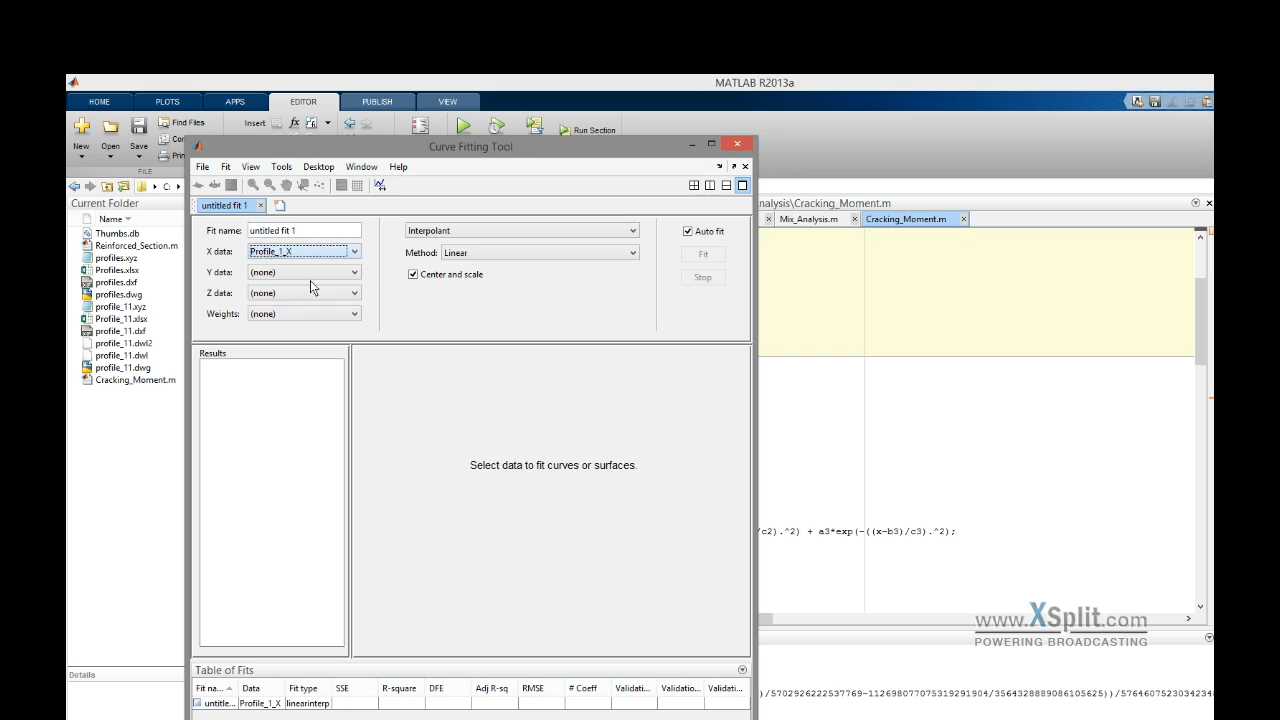 MATLAB R2013a
HOME PLOTS APPS EDITOR PUBLISH VIEW
Find Files Insert fx
New Open Save Run Section
FILE
Curve Fitting Tool
File Fit View Tools Desktop Window Help
C:
Current Folder
Name
Thumbs.db
Reinforced_Section.m
profiles.xyz
Profiles.xlsx
profiles.dxf
profiles.dwg
profile_11.xyz
Profile_11.xlsx
profile_11.dxf
profile_11.dwl2
profile_11.dwl
profile_11.dwg
Cracking_Moment.m
Details
untitled fit 1
Fit name: untitled fit 1
X data: Profile_1_X
Y data: (none)
Z data: (none)
Weights: (none)
Interpolant
Method: Linear
Center and scale
Auto fit
Fit
Stop
Results
Select data to fit curves or surfaces.
Table of Fits
Fit na... Data Fit type SSE R-square DFE Adj R-sq RMSE # Coeff Validati... Validatio... Validati...
untitle... Profile_1_X linearinterp
nalysis\Cracking_Moment.m
Mix_Analysis.m Cracking_Moment.m
/c2).^2) + a3*exp(-((x-b3)/c3).^2);
www.XSplit.com
POWERING BROADCASTING